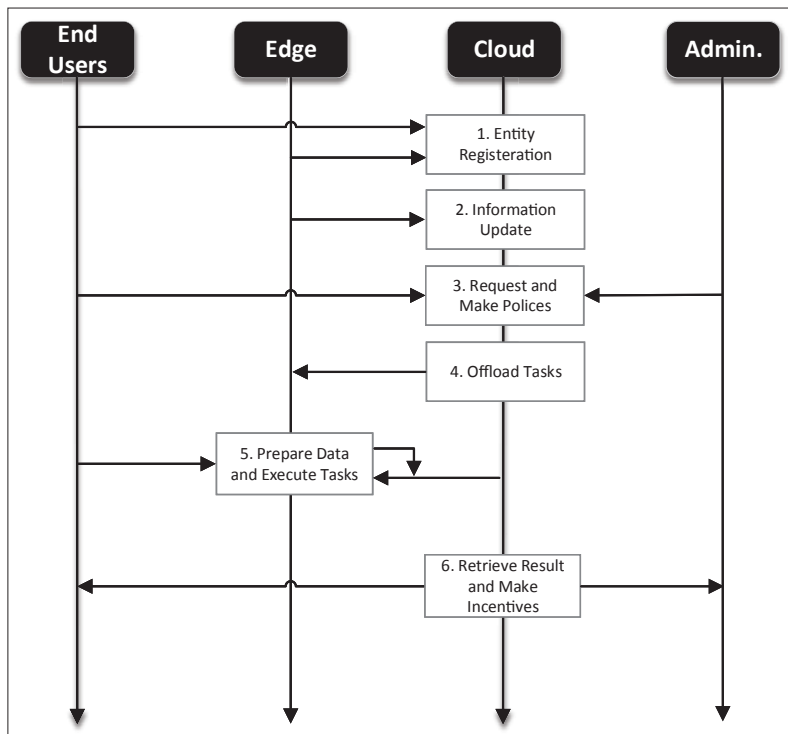 End
Users
Edge
Cloud
Admin.
1. Entity
Registeration
2. Information
Update
3. Request and
Make Polices
4. Offload Tasks
5. Prepare Data
and Execute Tasks
6. Retrieve Result
and Make
Incentives